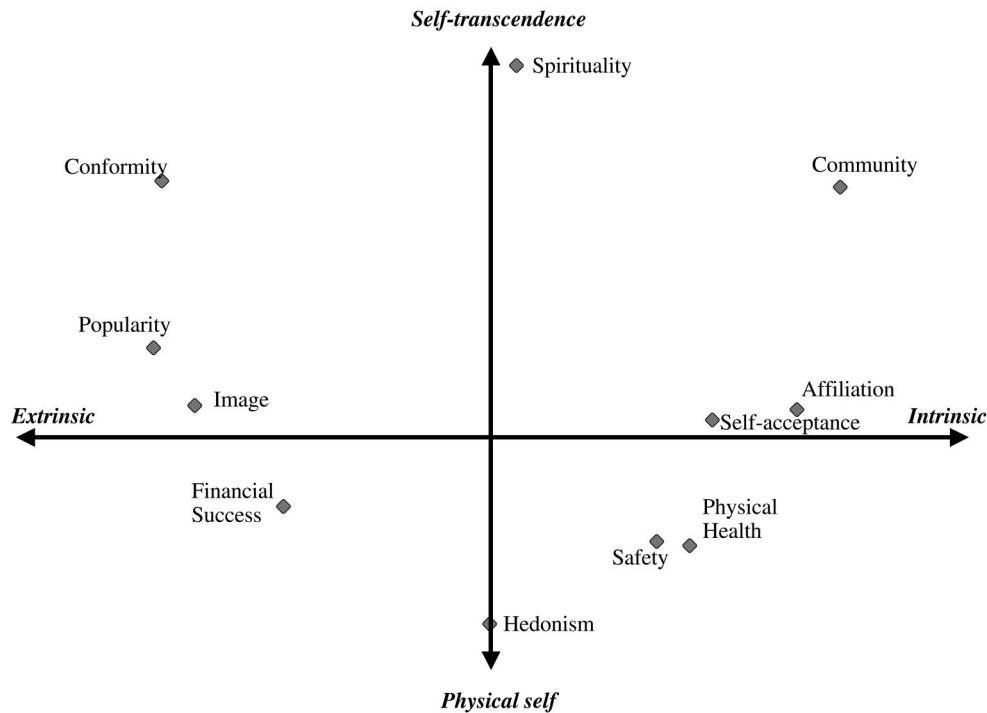 Self-transcendence
Spirituality
Conformity
Community
Popularity
Affiliation
Image
Extrinsic
Intrinsic
Self-acceptance
Financial
Success
Physical
Health
Safety
Hedonism
Physical self